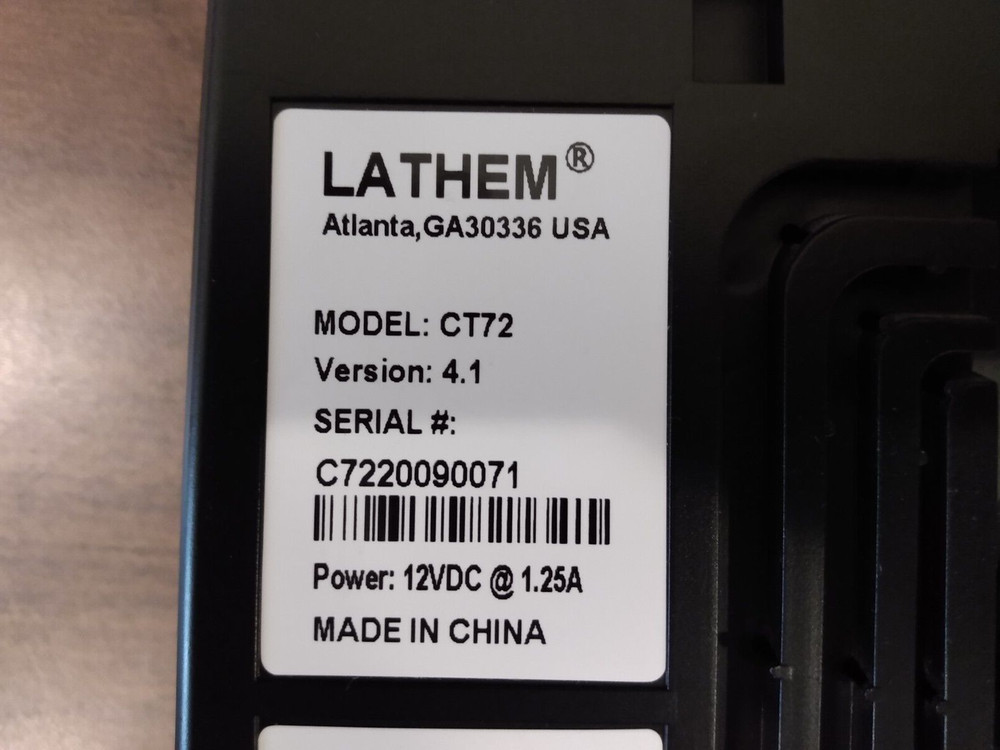 LATHEM®
Atlanta,GA30336 USA
MODEL: CT72
Version: 4.1
SERIAL #:
C7220090071
Power: 12VDC @ 1.25A
MADE IN CHINA